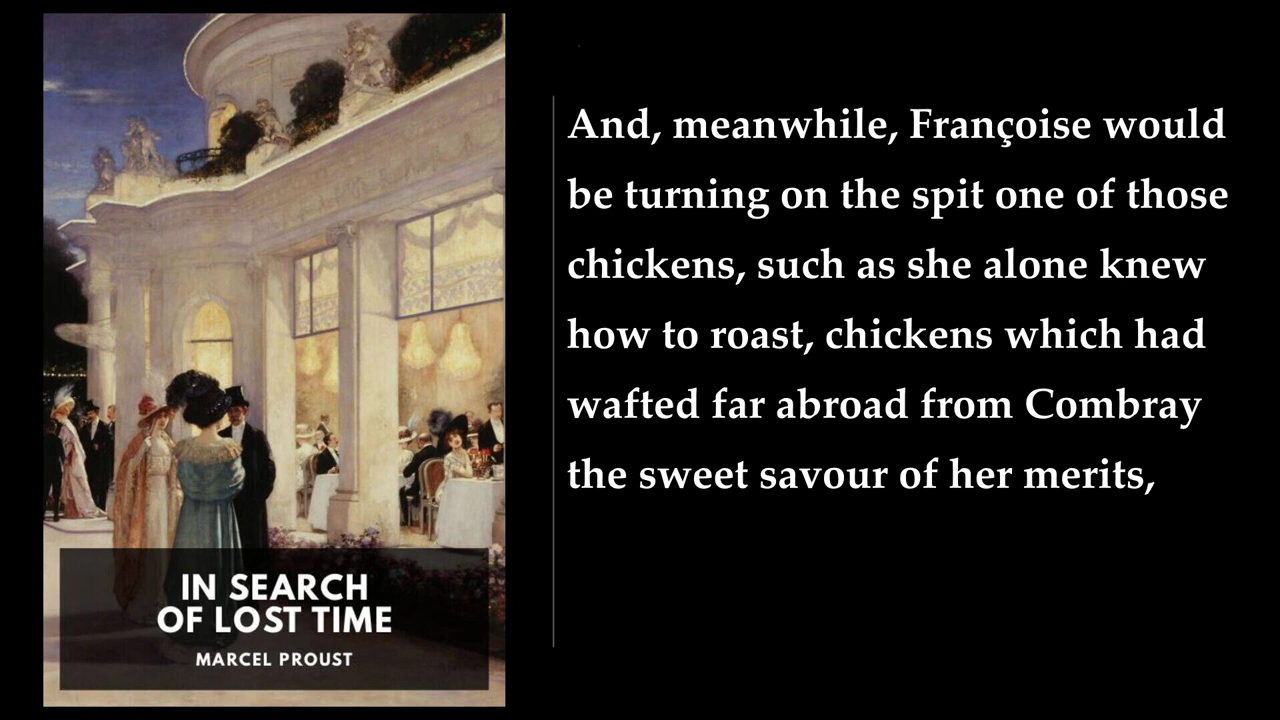 And, meanwhile, Françoise would
be turning on the spit one of those
chickens, such as she alone knew
how to roast, chickens which had
wafted far abroad from Combray
the sweet savour of her merits,
IN SEARCH
OF LOST TIME
MARCEL PROUST